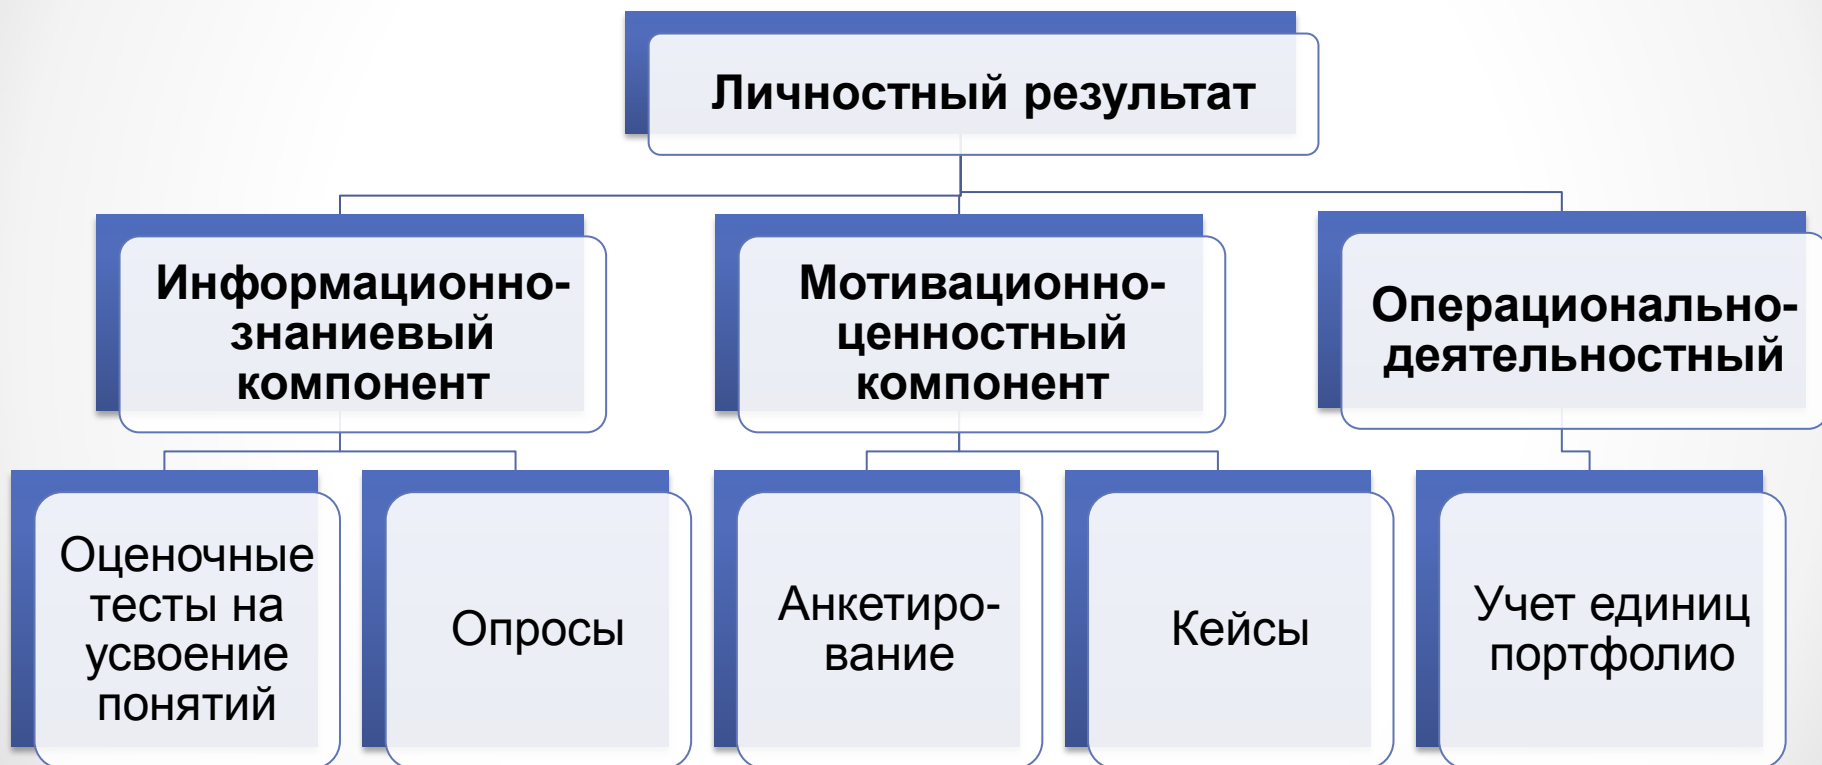 Личностный результат
Информационно-
знаниевый
компонент
Мотивационно-
ценностный
компонент
Операционально-
деятельностный
Оценочные
тесты на
усвоение
понятий
Опросы
Анкетиро-
вание
Кейсы
Учет единиц
портфолио